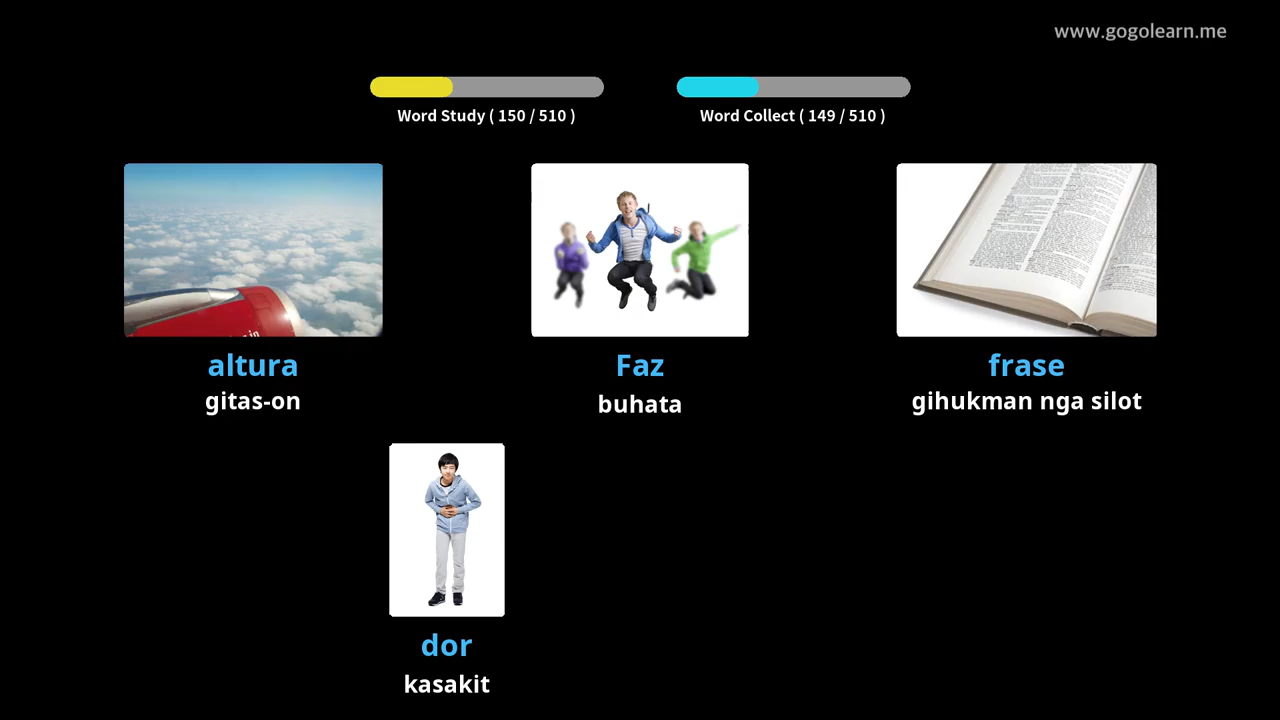 www.gogolearn.me
Word Study ( 150 / 510 )
Word Collect ( 149 / 510 )
altura
gitas-on
Faz
buhata
frase
gihukman nga silot
dor
kasakit